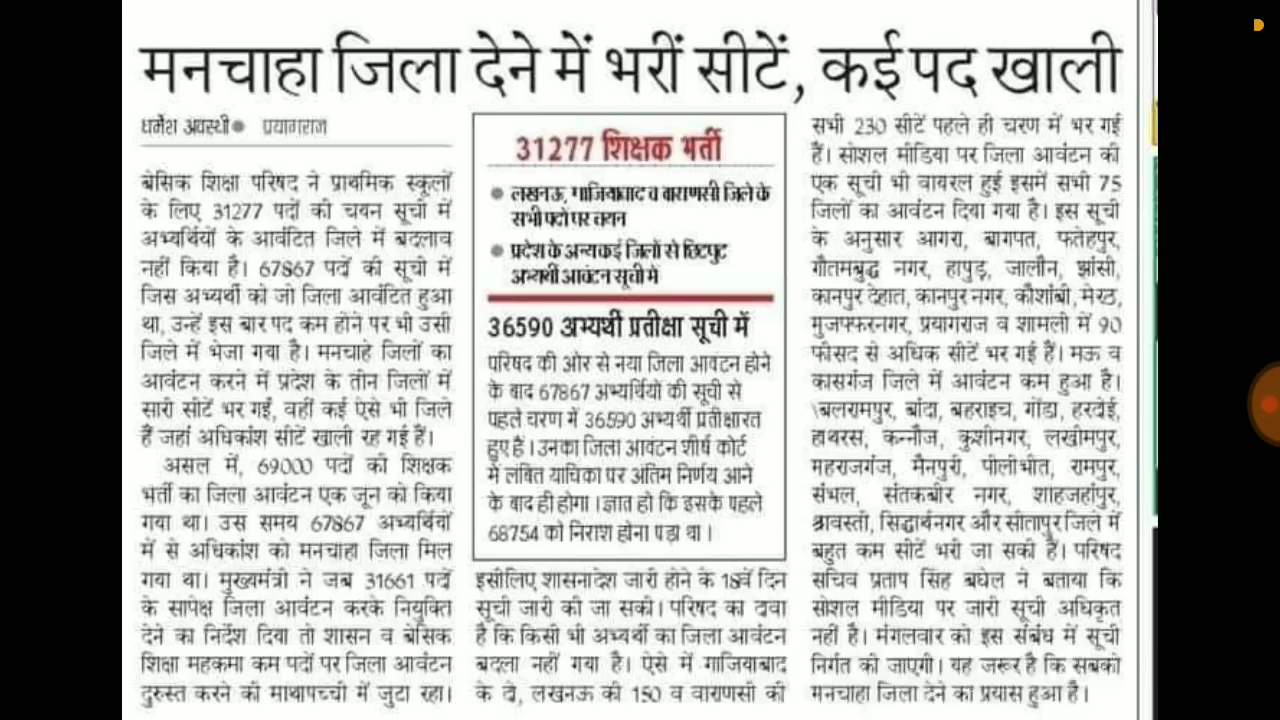 मनचाहा जिला देने में भरीं सीटें, कई पद खाली
धर्मेश अवस्थी● प्रयागराज
बेसिक शिक्षा परिषद ने प्राथमिक स्कूलों
के लिए 31277 पदों की चयन सूची में
अभ्यर्थियों के आवंटित जिले में बदलाव
नहीं किया है। 67867 पदों की सूची में
जिस अभ्यर्थी को जो जिला आवंटित हुआ
था, उन्हें इस बार पद कम होने पर भी उसी
जिले में भेजा गया है। मनचाहे जिलों का
आवंटन करने में प्रदेश के तीन जिलों में
सारी सीटें भर गईं, वहीं कई ऐसे भी जिले
हैं जहां अधिकांश सीटें खाली रह गई हैं।
असल में, 69000 पदों की शिक्षक
भर्ती का जिला आवंटन एक जून को किया
गया था। उस समय 67867 अभ्यर्थियों
में से अधिकांश को मनचाहा जिला मिल
गया था। मुख्यमंत्री ने जब 31661 पदों
के सापेक्ष जिला आवंटन करके नियुक्ति
देने का निर्देश दिया तो शासन व बेसिक
शिक्षा महकमा कम पदों पर जिला आवंटन
दुरुस्त करने की माथापच्ची में जुटा रहा।
31277 शिक्षक भर्ती
● लखनऊ, गाजियाबाद व वाराणसी जिले के
सभी पदों पर चयन
● प्रदेश के अन्य कई जिलों से छिटपुट
अभ्यर्थी आवंटन सूची में
36590 अभ्यर्थी प्रतीक्षा सूची में
परिषद की ओर से नया जिला आवंटन होने
के बाद 67867 अभ्यर्थियों की सूची से
पहले चरण में 36590 अभ्यर्थी प्रतीक्षारत
हुए हैं। उनका जिला आवंटन शीर्ष कोर्ट
में लंबित याचिका पर अंतिम निर्णय आने
के बाद ही होगा। ज्ञात हो कि इसके पहले
68754 को निराश होना पड़ा था।
इसीलिए शासनादेश जारी होने के 18वें दिन
सूची जारी की जा सकी। परिषद का दावा
है कि किसी भी अभ्यर्थी का जिला आवंटन
बदला नहीं गया है। ऐसे में गाजियाबाद
के दो, लखनऊ की 150 व वाराणसी की
सभी 230 सीटें पहले ही चरण में भर गई
हैं। सोशल मीडिया पर जिला आवंटन की
एक सूची भी वायरल हुई इसमें सभी 75
जिलों का आवंटन दिया गया है। इस सूची
के अनुसार आगरा, बागपत, फतेहपुर,
गौतमबुद्ध नगर, हापुड़, जालौन, झांसी,
कानपुर देहात, कानपुर नगर, कौशांबी, मेरठ,
मुजफ्फरनगर, प्रयागराज व शामली में 90
फीसद से अधिक सीटें भर गई हैं। मऊ व
कासगंज जिले में आवंटन कम हुआ है।
\बलरामपुर, बांदा, बहराइच, गोंडा, हरदोई,
हाथरस, कन्नौज, कुशीनगर, लखीमपुर,
महराजगंज, मैनपुरी, पीलीभीत, रामपुर,
संभल, संतकबीर नगर, शाहजहांपुर,
श्रावस्ती, सिद्धार्थनगर और सीतापुर जिले में
बहुत कम सीटें भरी जा सकी हैं। परिषद
सचिव प्रताप सिंह बघेल ने बताया कि
सोशल मीडिया पर जारी सूची अधिकृत
नहीं है। मंगलवार को इस संबंध में सूची
निर्गत की जाएगी। यह जरूर है कि सबको
मनचाहा जिला देने का प्रयास हुआ है।